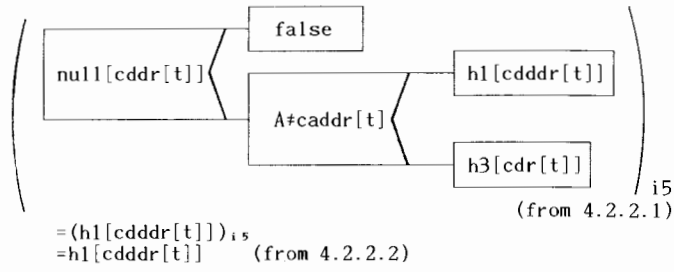 false
null[cddr[t]]
h1[cdddr[t]]
A≠caddr[t]
h3[cdr[t]]
i5
(from 4.2.2.1)
=(h1[cdddr[t]])i5
=h1[cdddr[t]] (from 4.2.2.2)